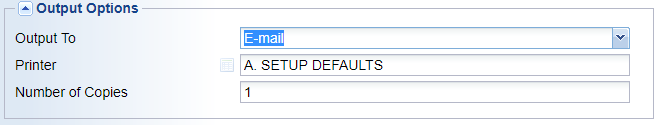 Output Options
Output To E-mail
Printer A. SETUP DEFAULTS
Number of Copies 1